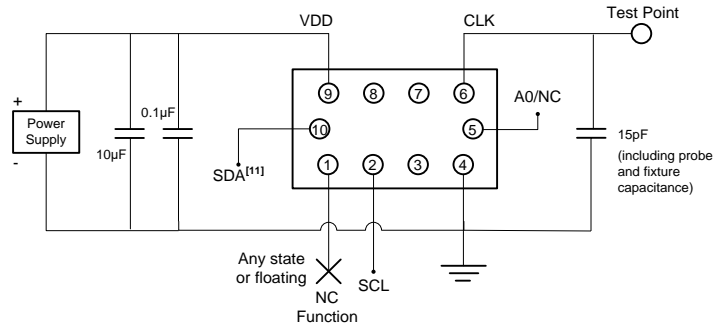 VDD
CLK
Test Point
+
Power
Supply
-
10µF
0.1µF
9
8
7
6
10
5
1
2
3
4
A0/NC
SDA[11]
15pF
(including probe
and fixture
capacitance)
Any state
or floating
NC
Function
SCL